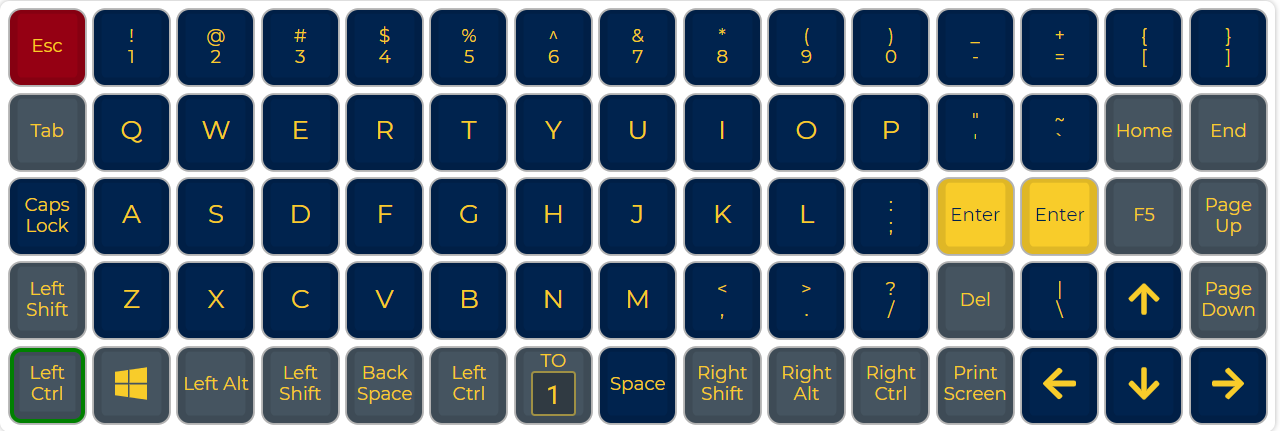 Esc ! @ # $ % ^ & * ( ) _ + { }
1 2 3 4 5 6 7 8 9 0 - = [ ]
Tab Q W E R T Y U I O P " ~ Home End
' `
Caps Lock A S D F G H J K L : ; Enter Enter F5 Page Up
Left Shift Z X C V B N M < , > . ? / Del | \ ↑ Page Down
Left Ctrl Left Alt Left Shift Back Space Left Ctrl TO 1 Space Right Shift Right Alt Right Ctrl Print Screen ← ↓ →